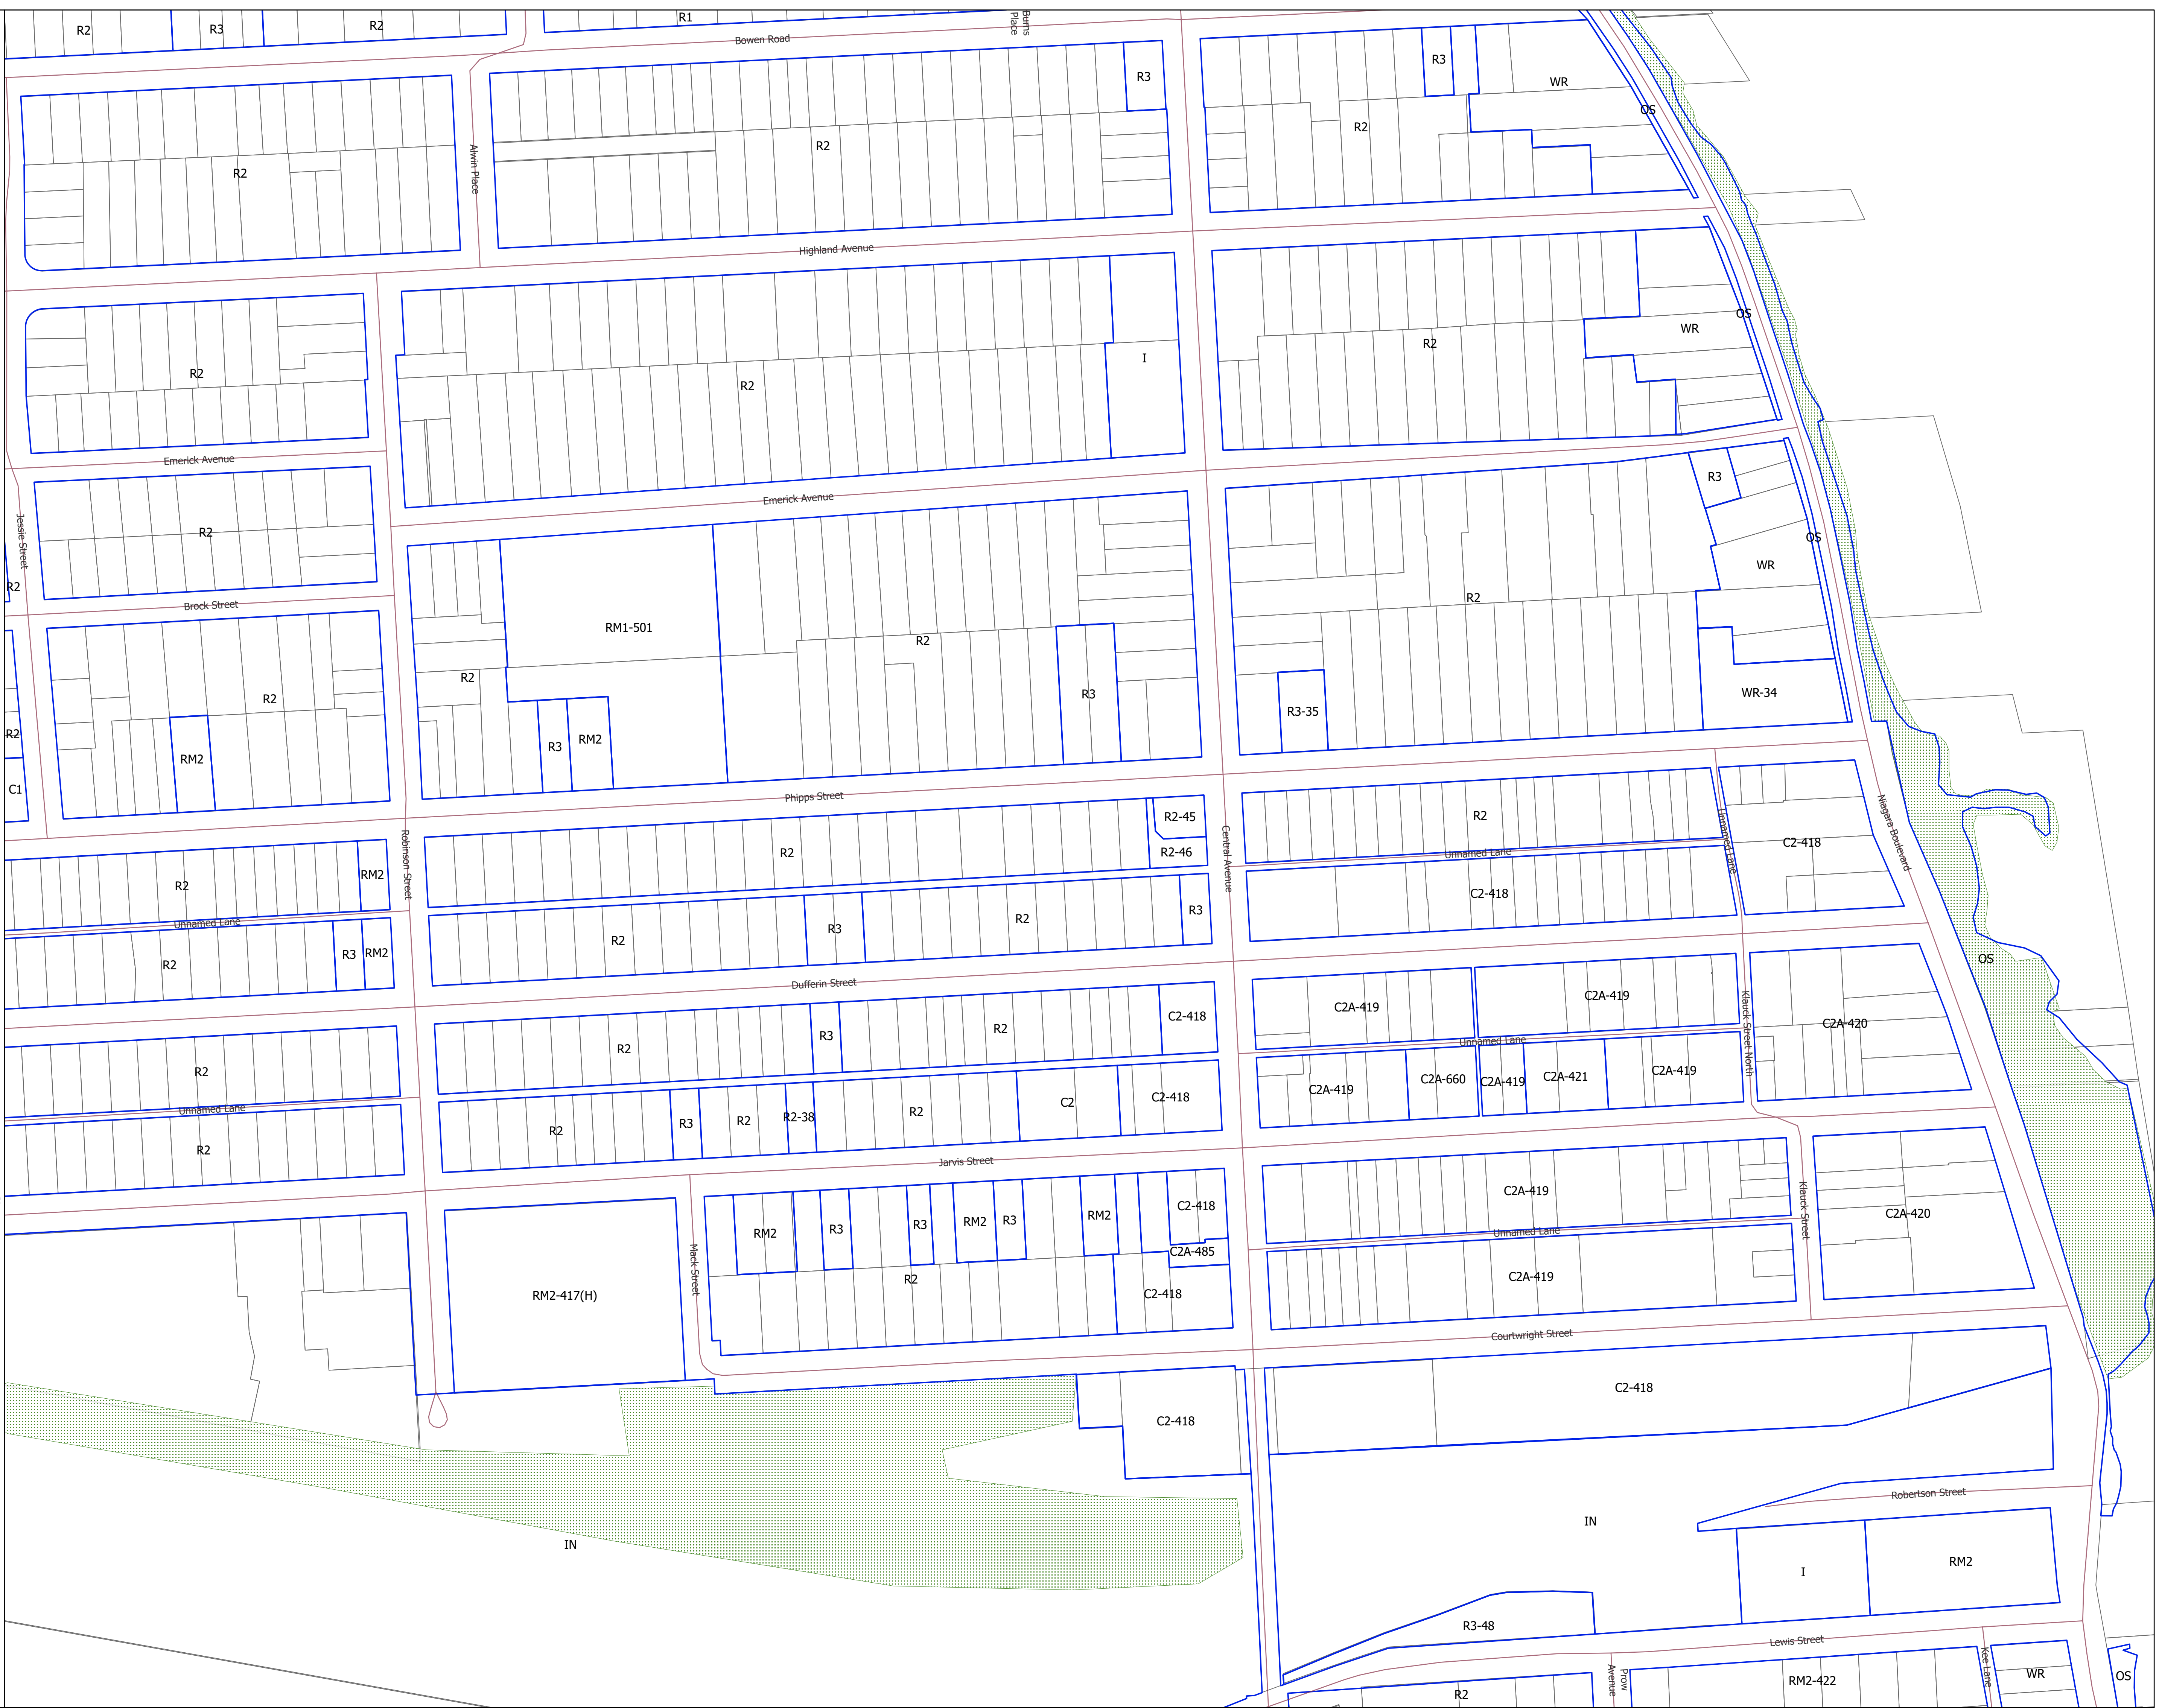 R2
R3
R2
R1
Bowen Road
Burns
Place
R3
R3
WR
OS
R2
R2
R2
Alwin Place
Highland Avenue
R2
R2
I
R2
WR
OS
Emerick Avenue
Emerick Avenue
Jessie Street
R2
R2
Brock Street
RM1-501
R2
R2
R3
R2
R3
WR
OS
WR-34
R3-35
R2
RM2
R3
RM2
R2
C1
Phipps Street
Robinson Street
Central Avenue
R2-45
R2-46
R2
R2
Unnamed Lane
Unnamed Lane
C2-418
Niagara Boulevard
R2
RM2
Unnamed Lane
C2-418
R2
R3
RM2
R2
R3
R2
R3
OS
Dufferin Street
C2A-419
C2A-419
Klauck Street North
C2A-420
R2
R3
R2
C2-418
Unnamed Lane
R2
Unnamed Lane
C2A-419
C2A-660
C2A-419
C2A-421
C2A-419
R2
R2
R3
R2
R2-38
R2
C2
C2-418
Jarvis Street
C2A-419
Klauck Street
C2A-420
Unnamed Lane
C2A-419
Mack Street
RM2
R3
R3
RM2
R3
RM2
C2-418
C2A-485
R2
C2-418
RM2-417(H)
Courtwright Street
C2-418
C2-418
Robertson Street
IN
IN
I
RM2
R3-48
Lewis Street
Prow
Avenue
Kee Lane
R2
RM2-422
WR
OS